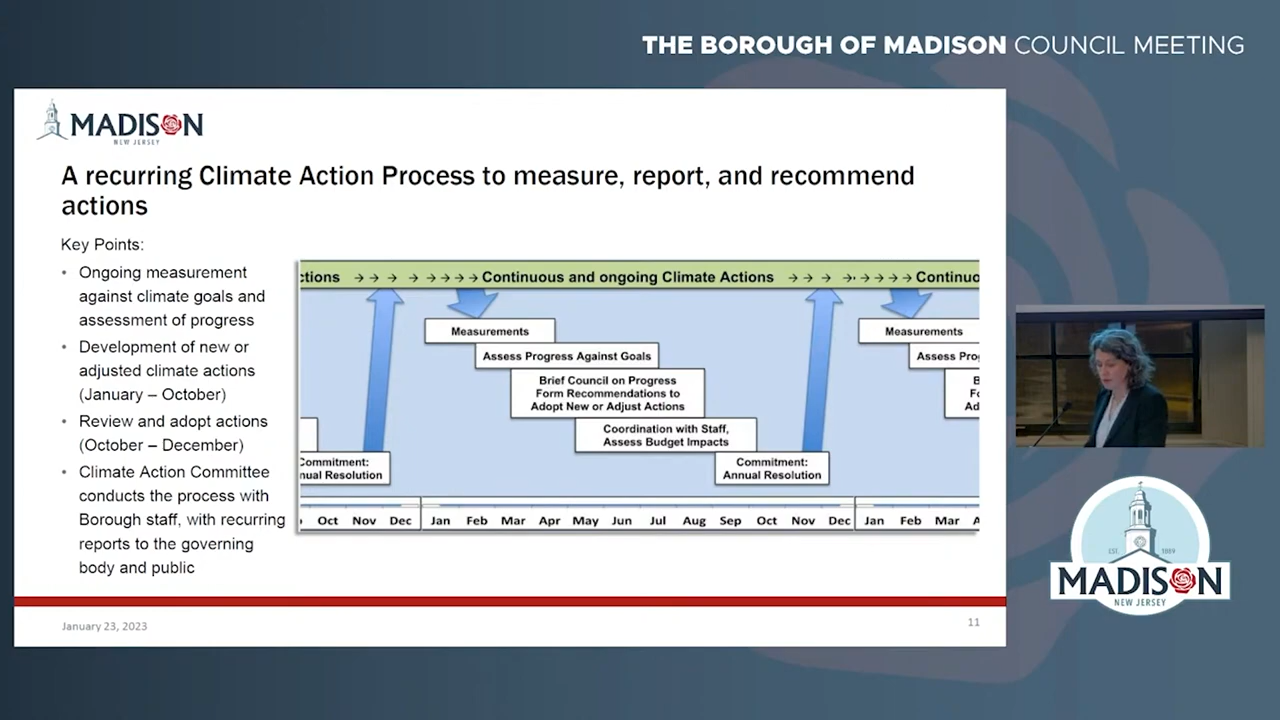 THE BOROUGH OF MADISON COUNCIL MEETING
MADISON
NEW JERSEY
A recurring Climate Action Process to measure, report, and recommend
actions
Key Points:
• Ongoing measurement
against climate goals and
assessment of progress
• Development of new or
adjusted climate actions
(January – October)
• Review and adopt actions
(October – December)
• Climate Action Committee
conducts the process with
Borough staff, with recurring
reports to the governing
body and public
ctions → → → → → → → → Continuous and ongoing Climate Actions → → → → → → → → Continuo
Measurements
Assess Progress Against Goals
Brief Council on Progress
Form Recommendations to
Adopt New or Adjust Actions
Coordination with Staff,
Assess Budget Impacts
Commitment:
nual Resolution
Commitment:
Annual Resolution
Measurements
Assess Prog
B
Fo
Ad
Oct Nov Dec Jan Feb Mar Apr May Jun Jul Aug Sep Oct Nov Dec Jan Feb Mar A
January 23, 2023
11
EST. 1889
MADISON
NEW JERSEY